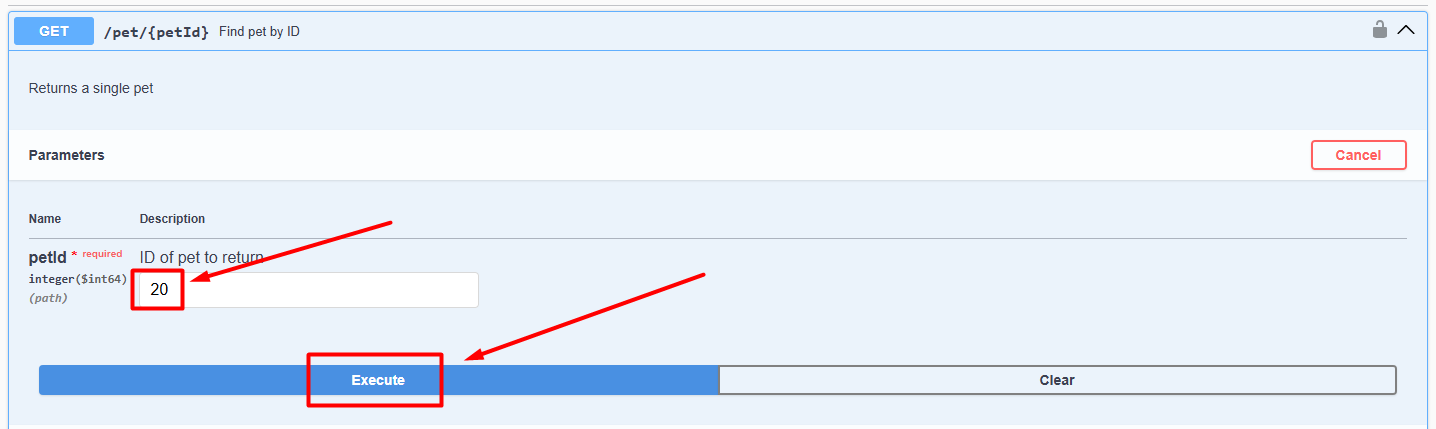 GET /pet/{petId} Find pet by ID
Returns a single pet
Parameters Cancel
Name Description
petId * required ID of pet to return
integer($int64) 20
(path)
Execute Clear